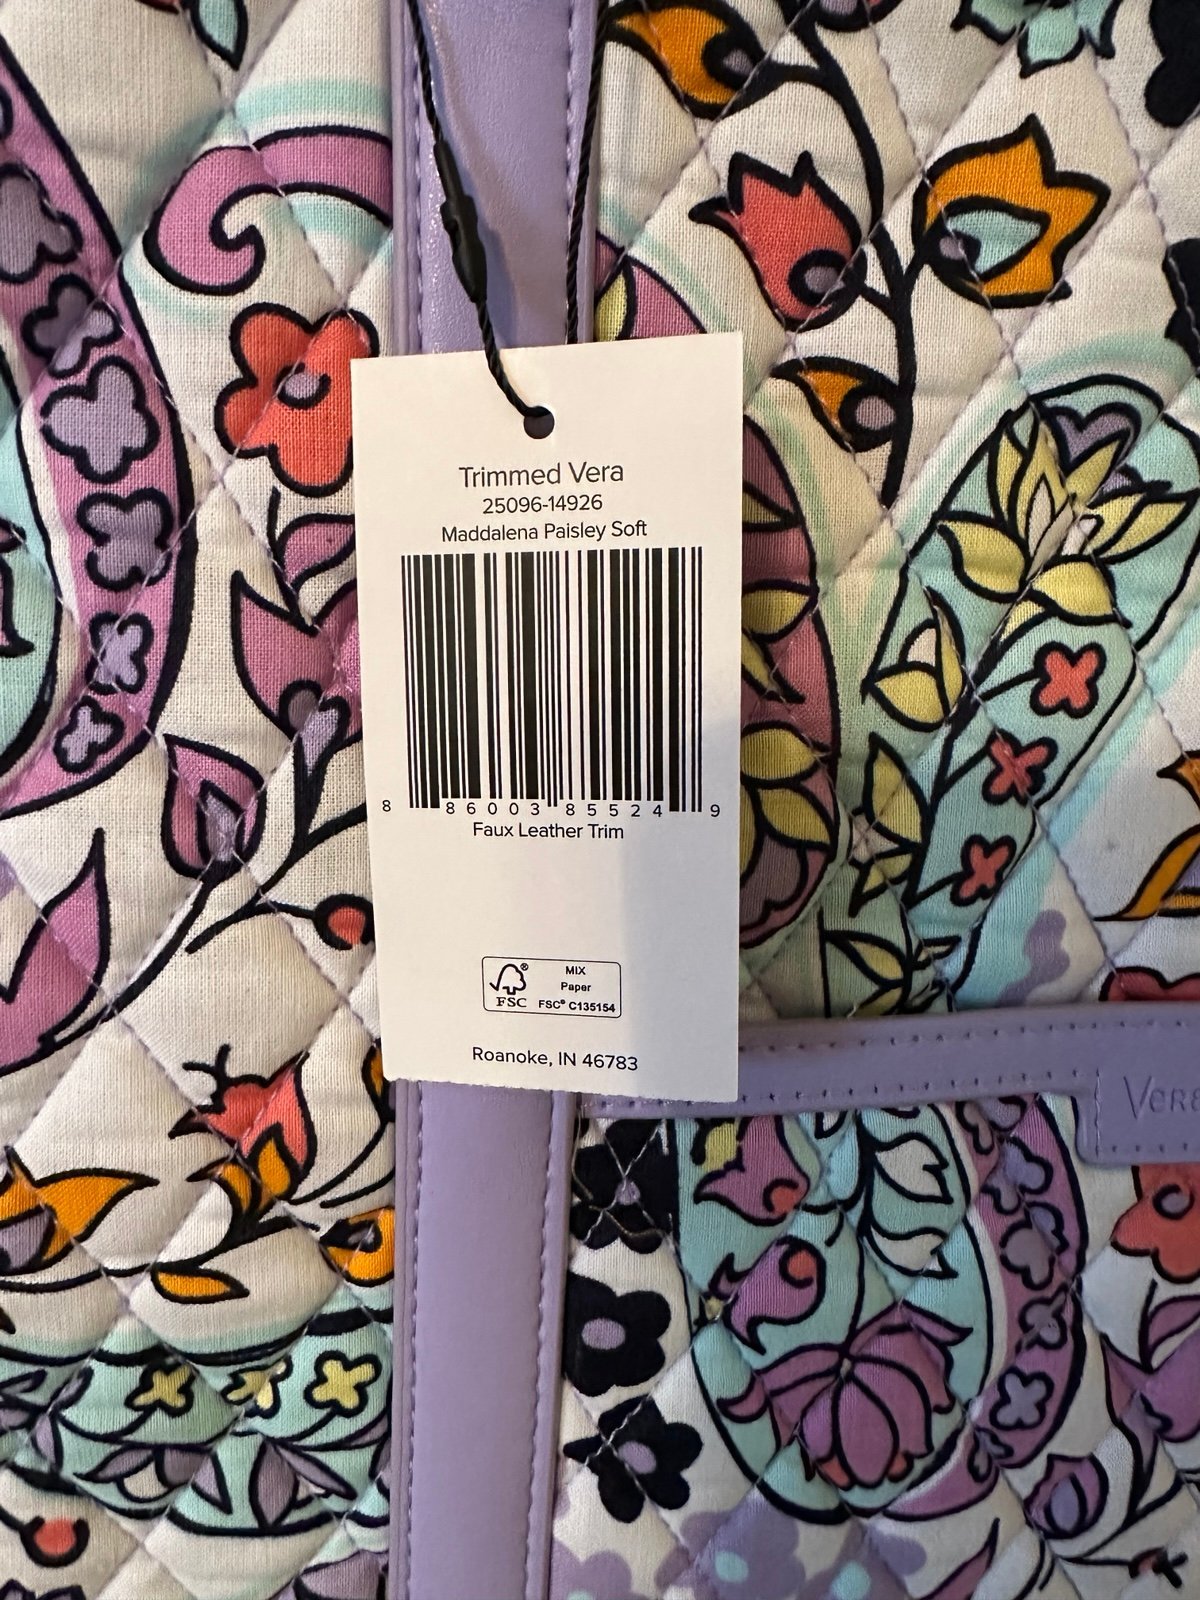 Trimmed Vera
25096-14926
Maddalena Paisley Soft
8 86003 85524 9
Faux Leather Trim
FSC®
MIX
Paper
FSC® C135154
Roanoke, IN 46783